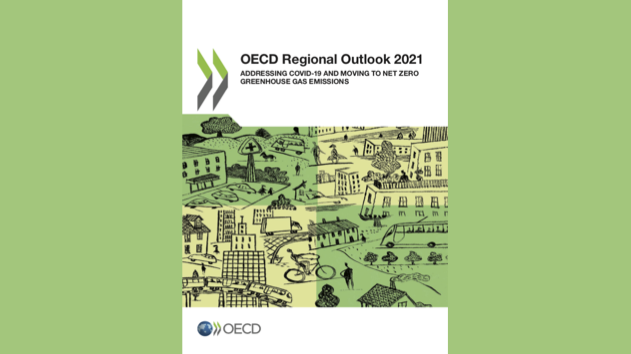 OECD Regional Outlook 2021
ADDRESSING COVID-19 AND MOVING TO NET ZERO
GREENHOUSE GAS EMISSIONS
OECD